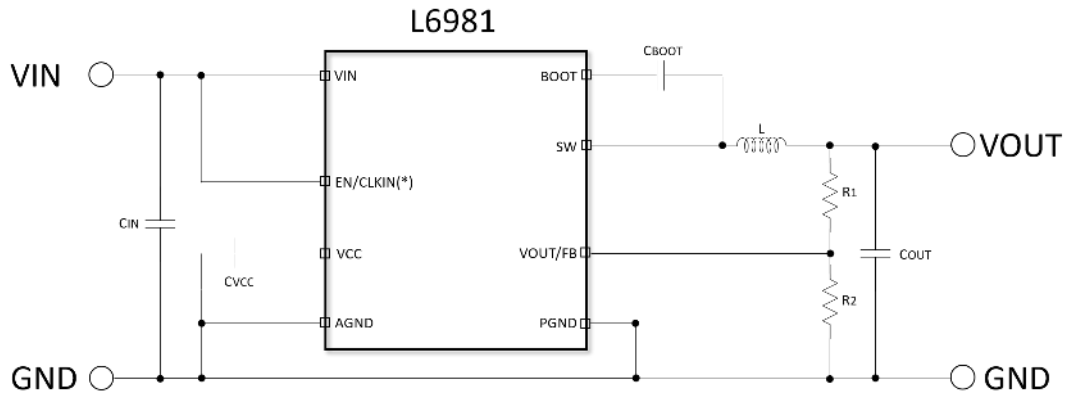 L6981
VIN
VIN
BOOT
CBOOT
L
SW
VOUT
EN/CLKIN(*)
R1
CIN
VCC
VOUT/FB
COUT
CVCC
R2
AGND
PGND
GND
GND